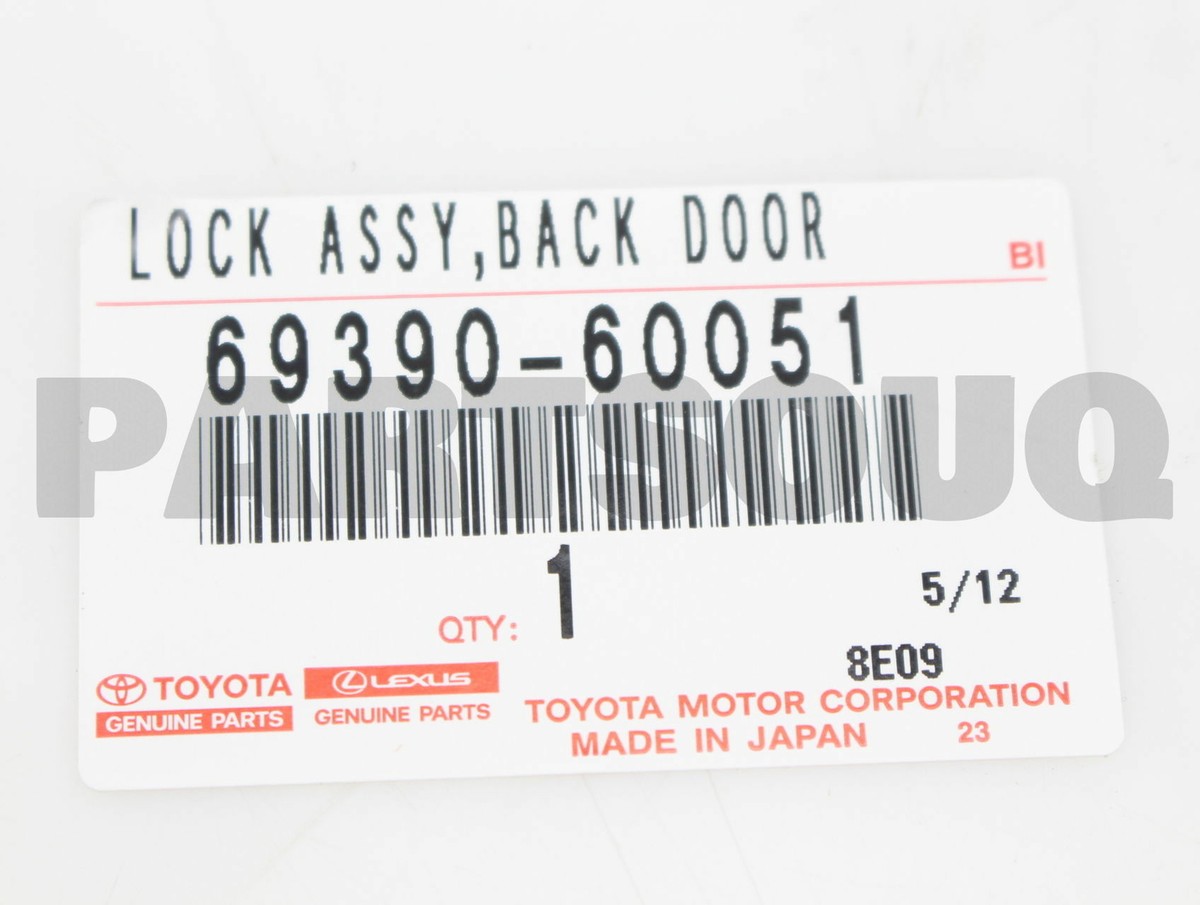 LOCK ASSY,BACK DOOR
BI
69390-60051
PARTSOUQ
QTY: 1
5/12
8E09
TOYOTA
GENUINE PARTS
LEXUS
GENUINE PARTS
TOYOTA MOTOR CORPORATION
MADE IN JAPAN 23